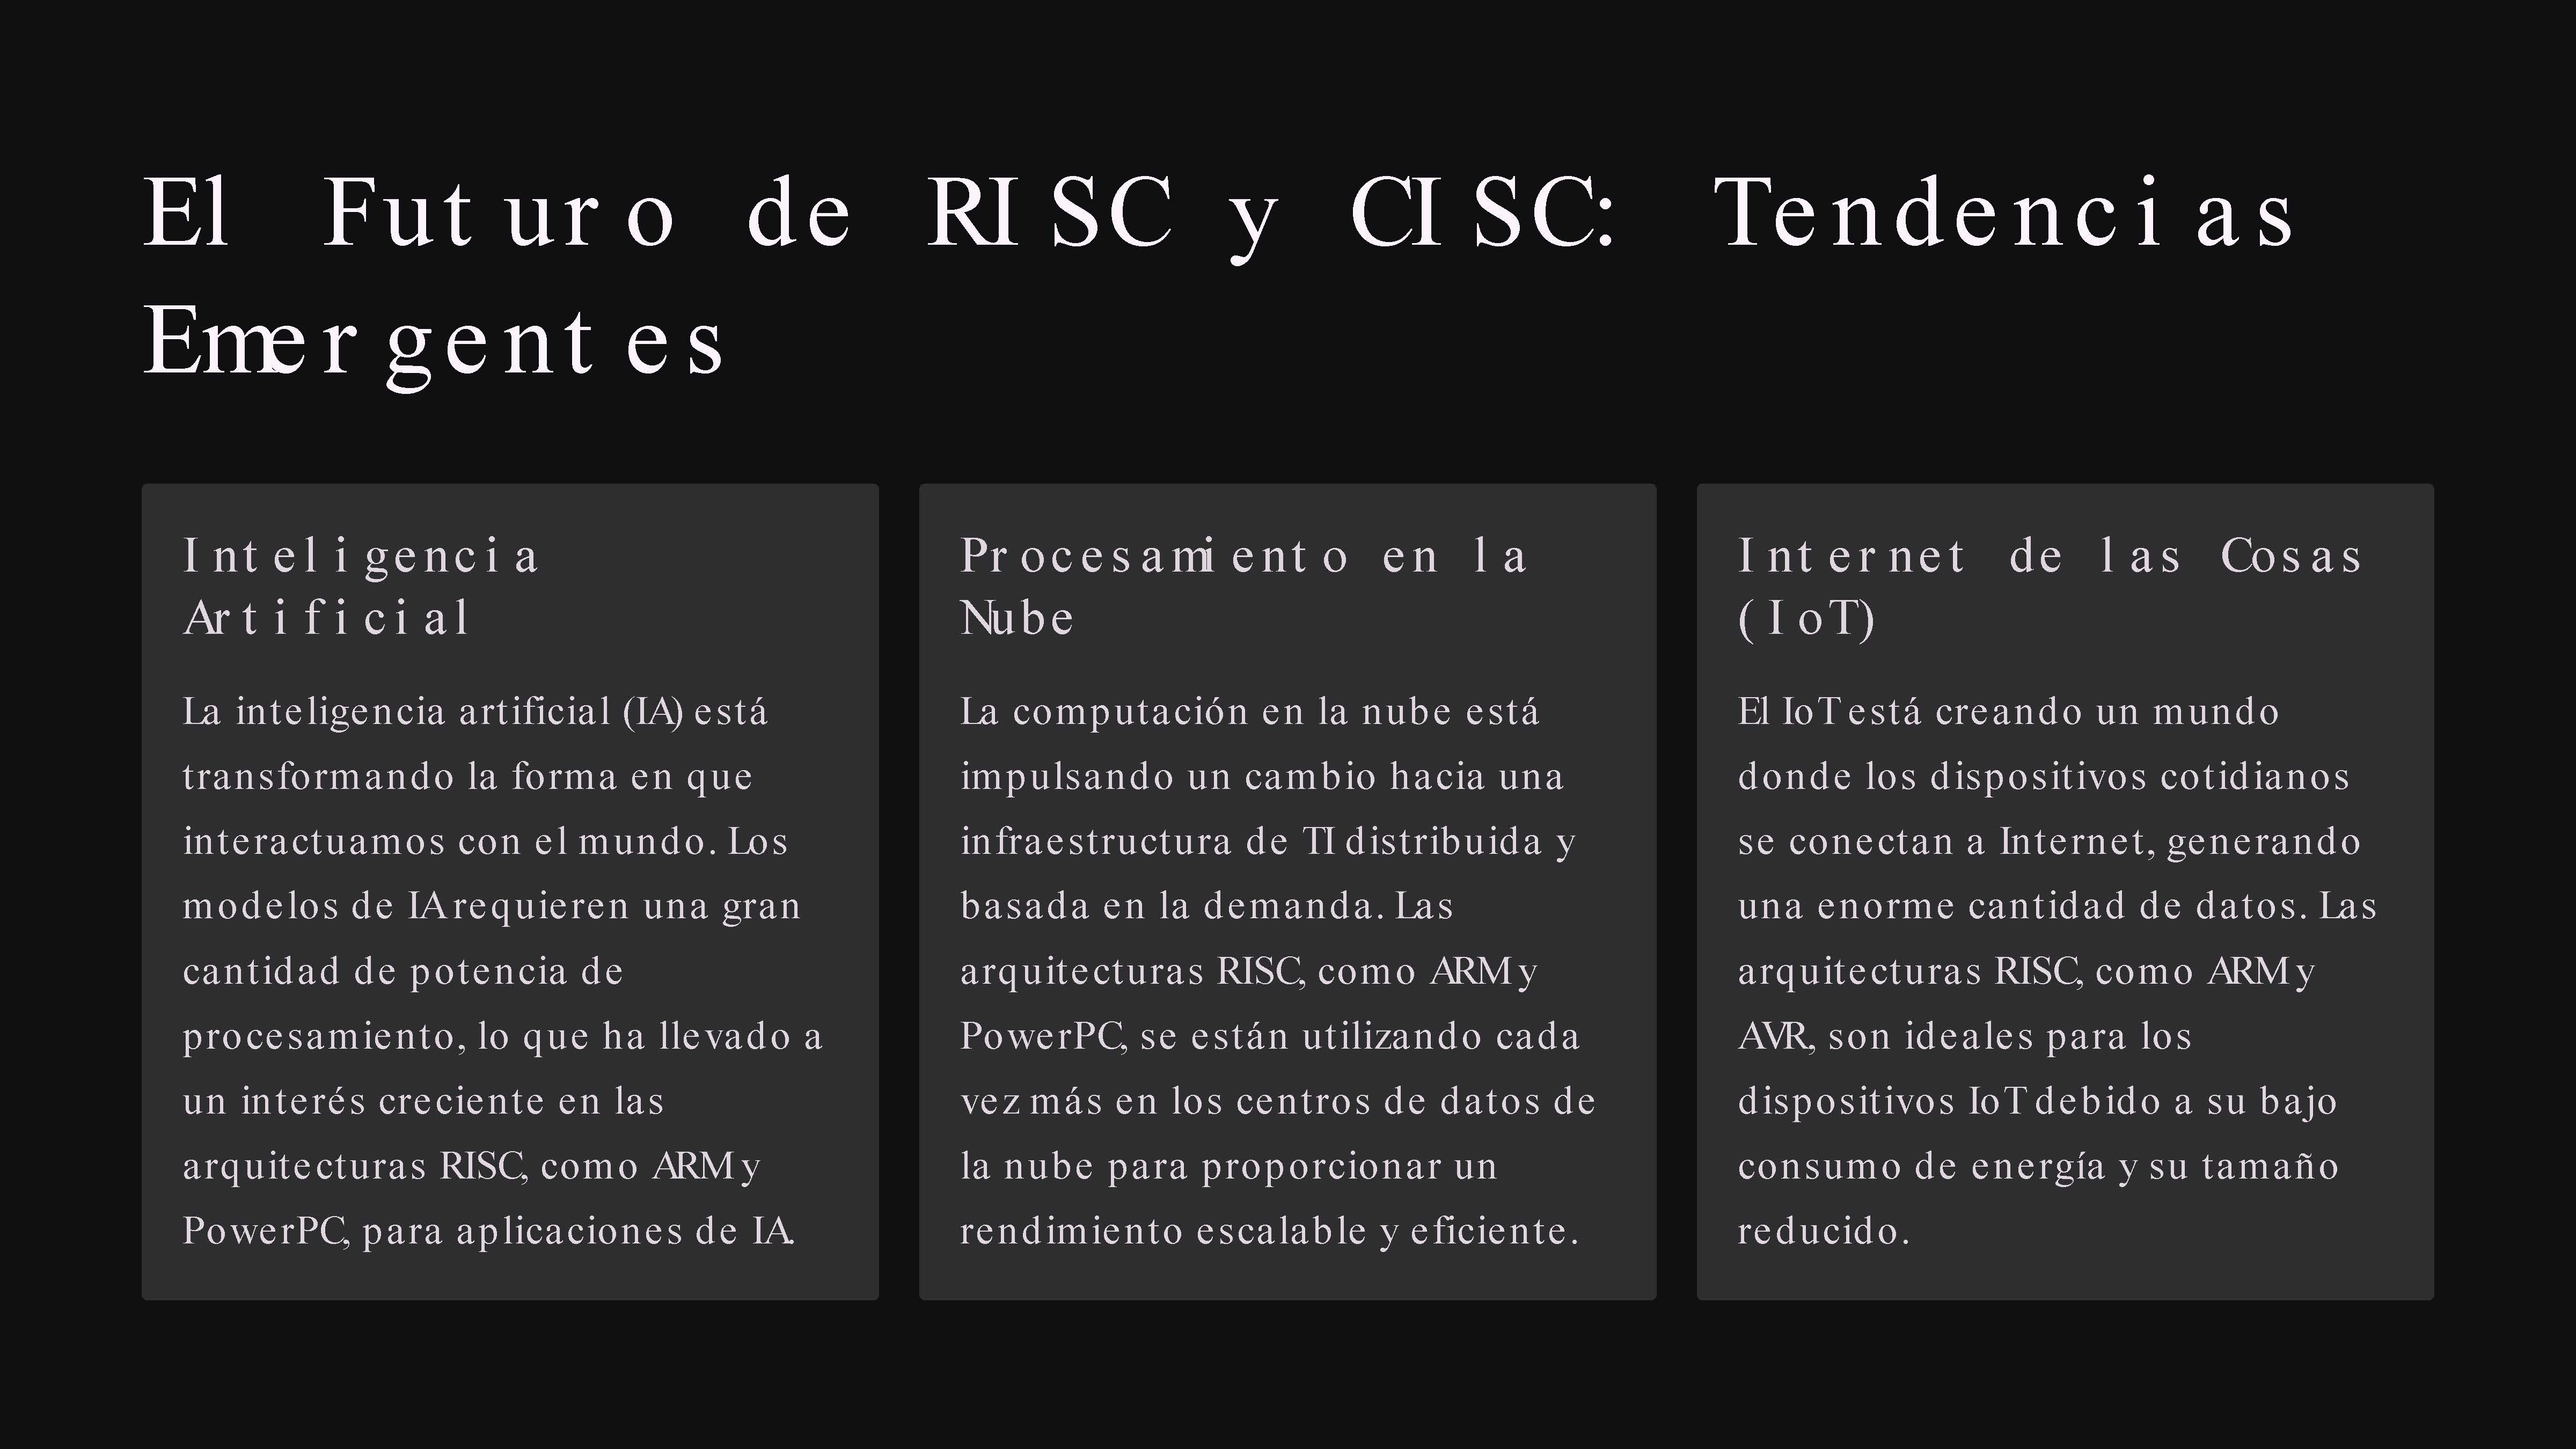 El Futuro de RISC y CISC: Tendencias
Emergentes
Inteligencia
Artificial
La inteligencia artificial (IA) está
transformando la forma en que
interactuamos con el mundo. Los
modelos de IA requieren una gran
cantidad de potencia de
procesamiento, lo que ha llevado a
un interés creciente en las
arquitecturas RISC, como ARM y
PowerPC, para aplicaciones de IA.
Procesamiento en la
Nube
La computación en la nube está
impulsando un cambio hacia una
infraestructura de TI distribuida y
basada en la demanda. Las
arquitecturas RISC, como ARM y
PowerPC, se están utilizando cada
vez más en los centros de datos de
la nube para proporcionar un
rendimiento escalable y eficiente.
Internet de las Cosas
(IoT)
El IoT está creando un mundo
donde los dispositivos cotidianos
se conectan a Internet, generando
una enorme cantidad de datos. Las
arquitecturas RISC, como ARM y
AVR, son ideales para los
dispositivos IoT debido a su bajo
consumo de energía y su tamaño
reducido.